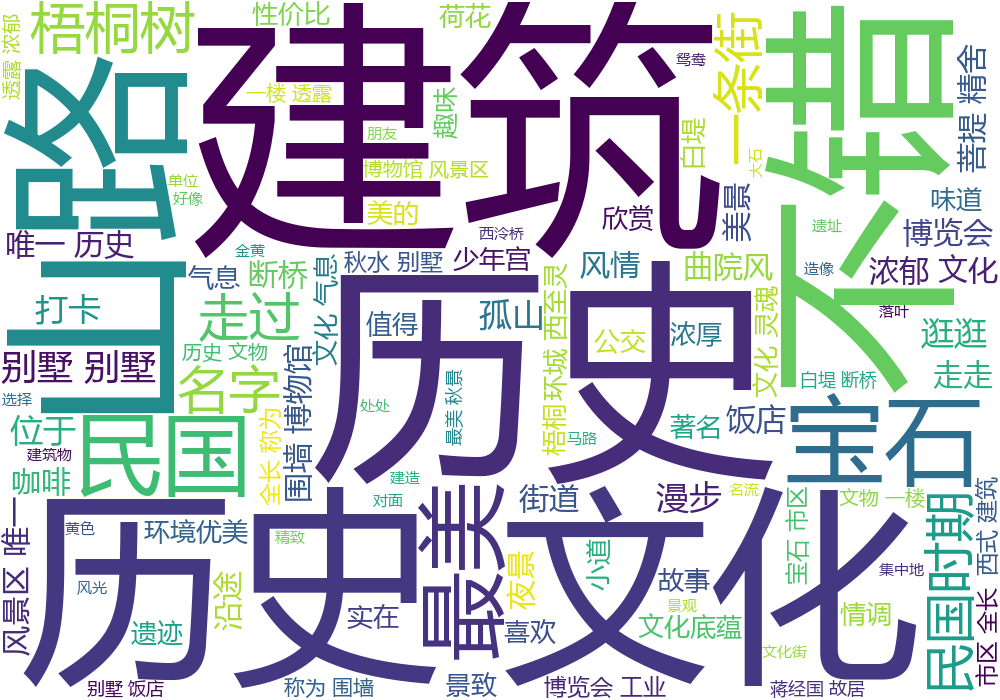 透露 浓郁
梧桐树
建筑
性价比
荷花
不错
一条街
精舍 菩提
鸳鸯
山路
一楼 透露
趣味
朋友
白堤
大石
博物馆 风景区
单位
好像
美的
欣赏
美景
味道
遗址
博览会
唯一 历史
金黄
西泠桥
秋水 别墅
少年宫
风情
曲院风
造像
浓郁 文化
气息
断桥
文化 气息
历史
打卡
走过
值得
孤山
梧桐 环城 西至灵
公交
浓厚
文化 灵魂
落叶
逛逛
别墅 别墅
历史 文物
名字
围墙 博物馆
最美 秋景
白堤 断桥
走走
选择
处处
位于
民国
全长 称为
著名
饭店
宝石
建筑物
马路
咖啡
建造
风景区 唯一
历史文化
对面
最美
街道
漫步
名流
宝石 市区
文物 一楼
民国时期
西式 建筑
黄色
环境优美
精致
夜景
小道
集中地
风光
沿途
故事
景观
情调
市区 全长
遗迹
实在
喜欢
文化底蕴
文化街
别墅 饭店
称为 围墙
景致
博览会 工业
蒋经国 故居